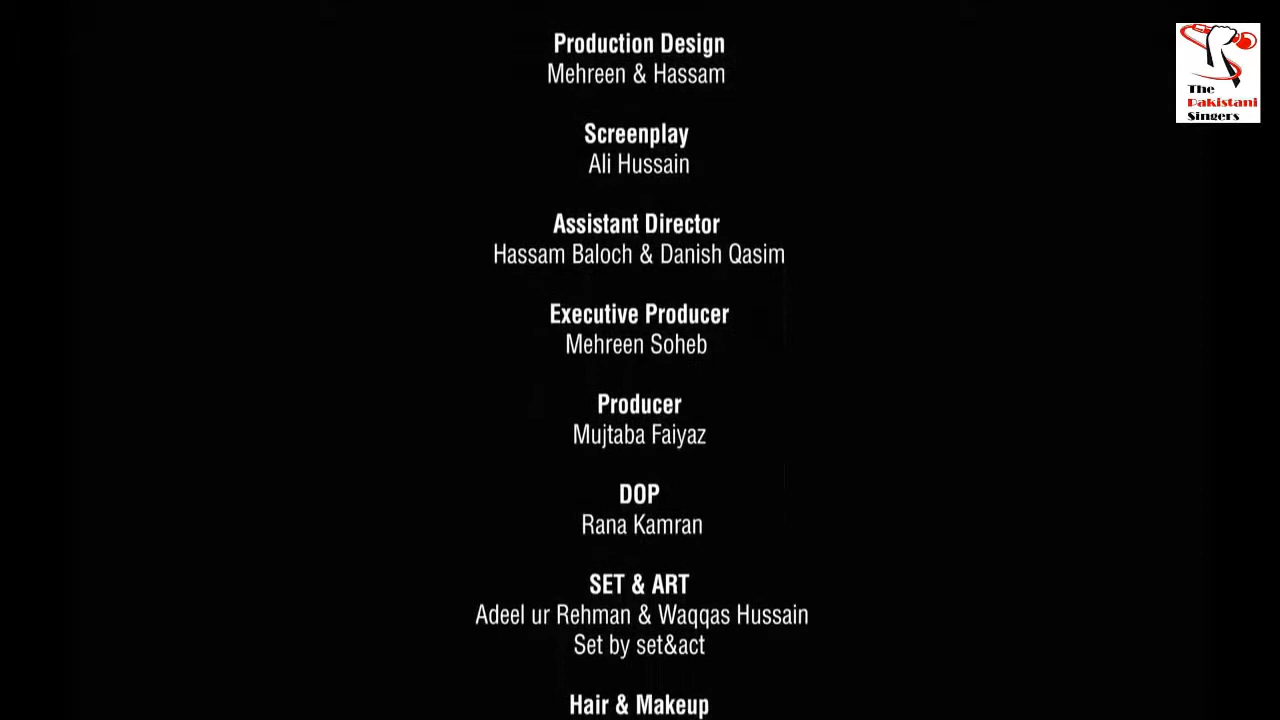 Production Design
Mehreen & Hassam
Screenplay
Ali Hussain
Assistant Director
Hassam Baloch & Danish Qasim
Executive Producer
Mehreen Soheb
Producer
Mujtaba Faiyaz
DOP
Rana Kamran
SET & ART
Adeel ur Rehman & Waqqas Hussain
Set by set&act
Hair & Makeup
The
Pakistani
Singers